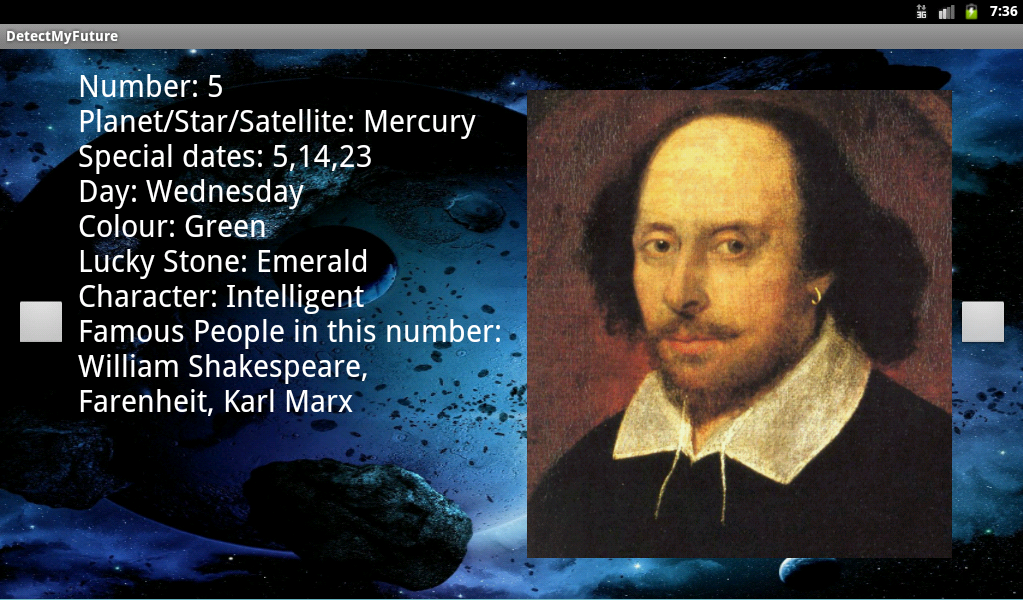 3G
7:36
DetectMyFuture
Number: 5
Planet/Star/Satellite: Mercury
Special dates: 5,14,23
Day: Wednesday
Colour: Green
Lucky Stone: Emerald
Character: Intelligent
Famous People in this number:
William Shakespeare,
Farenheit, Karl Marx